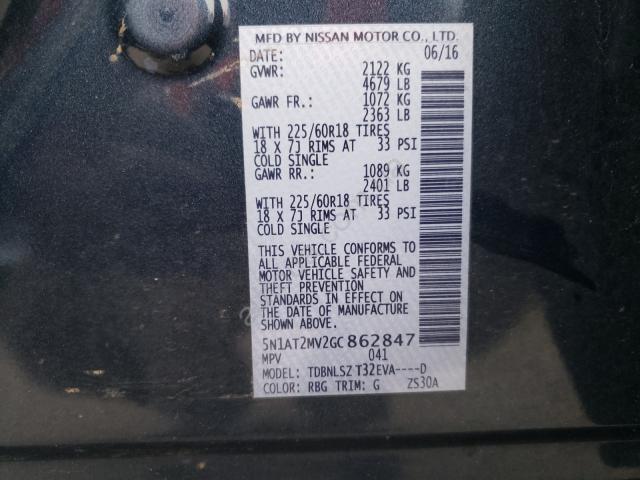 MFD BY NISSAN MOTOR CO., LTD.
DATE: 06/16
GVWR: 2122 KG
4679 LB
GAWR FR.: 1072 KG
2363 LB
WITH 225/60R18 TIRES
18 X 7J RIMS AT 33 PSI
COLD SINGLE
GAWR RR.: 1089 KG
2401 LB
WITH 225/60R18 TIRES
18 X 7J RIMS AT 33 PSI
COLD SINGLE
THIS VEHICLE CONFORMS TO
ALL APPLICABLE FEDERAL
MOTOR VEHICLE SAFETY AND
THEFT PREVENTION
STANDARDS IN EFFECT ON
THE DATE OF MANUFACTURE
SHOWN ABOVE.
5N1AT2MV2GC862847
MPV 041
MODEL: TDBNLSZ T32EVA----D
COLOR: RBG TRIM: G ZS30A